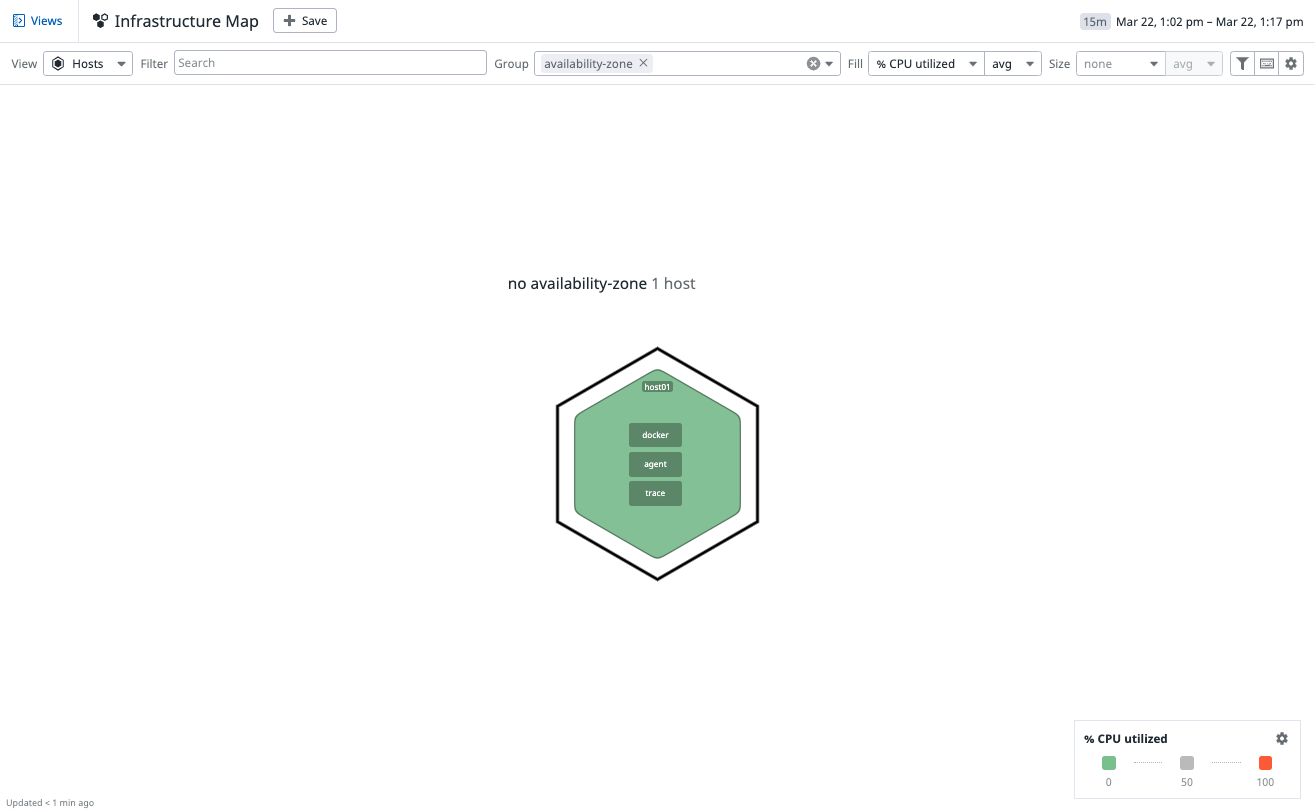 Views Infrastructure Map Save 15m Mar 22, 1:02 pm – Mar 22, 1:17 pm
View Hosts Filter Search Group availability-zone Fill % CPU utilized avg Size none avg
no availability-zone 1 host
host01
docker
agent
trace
% CPU utilized
0 50 100
Updated < 1 min ago